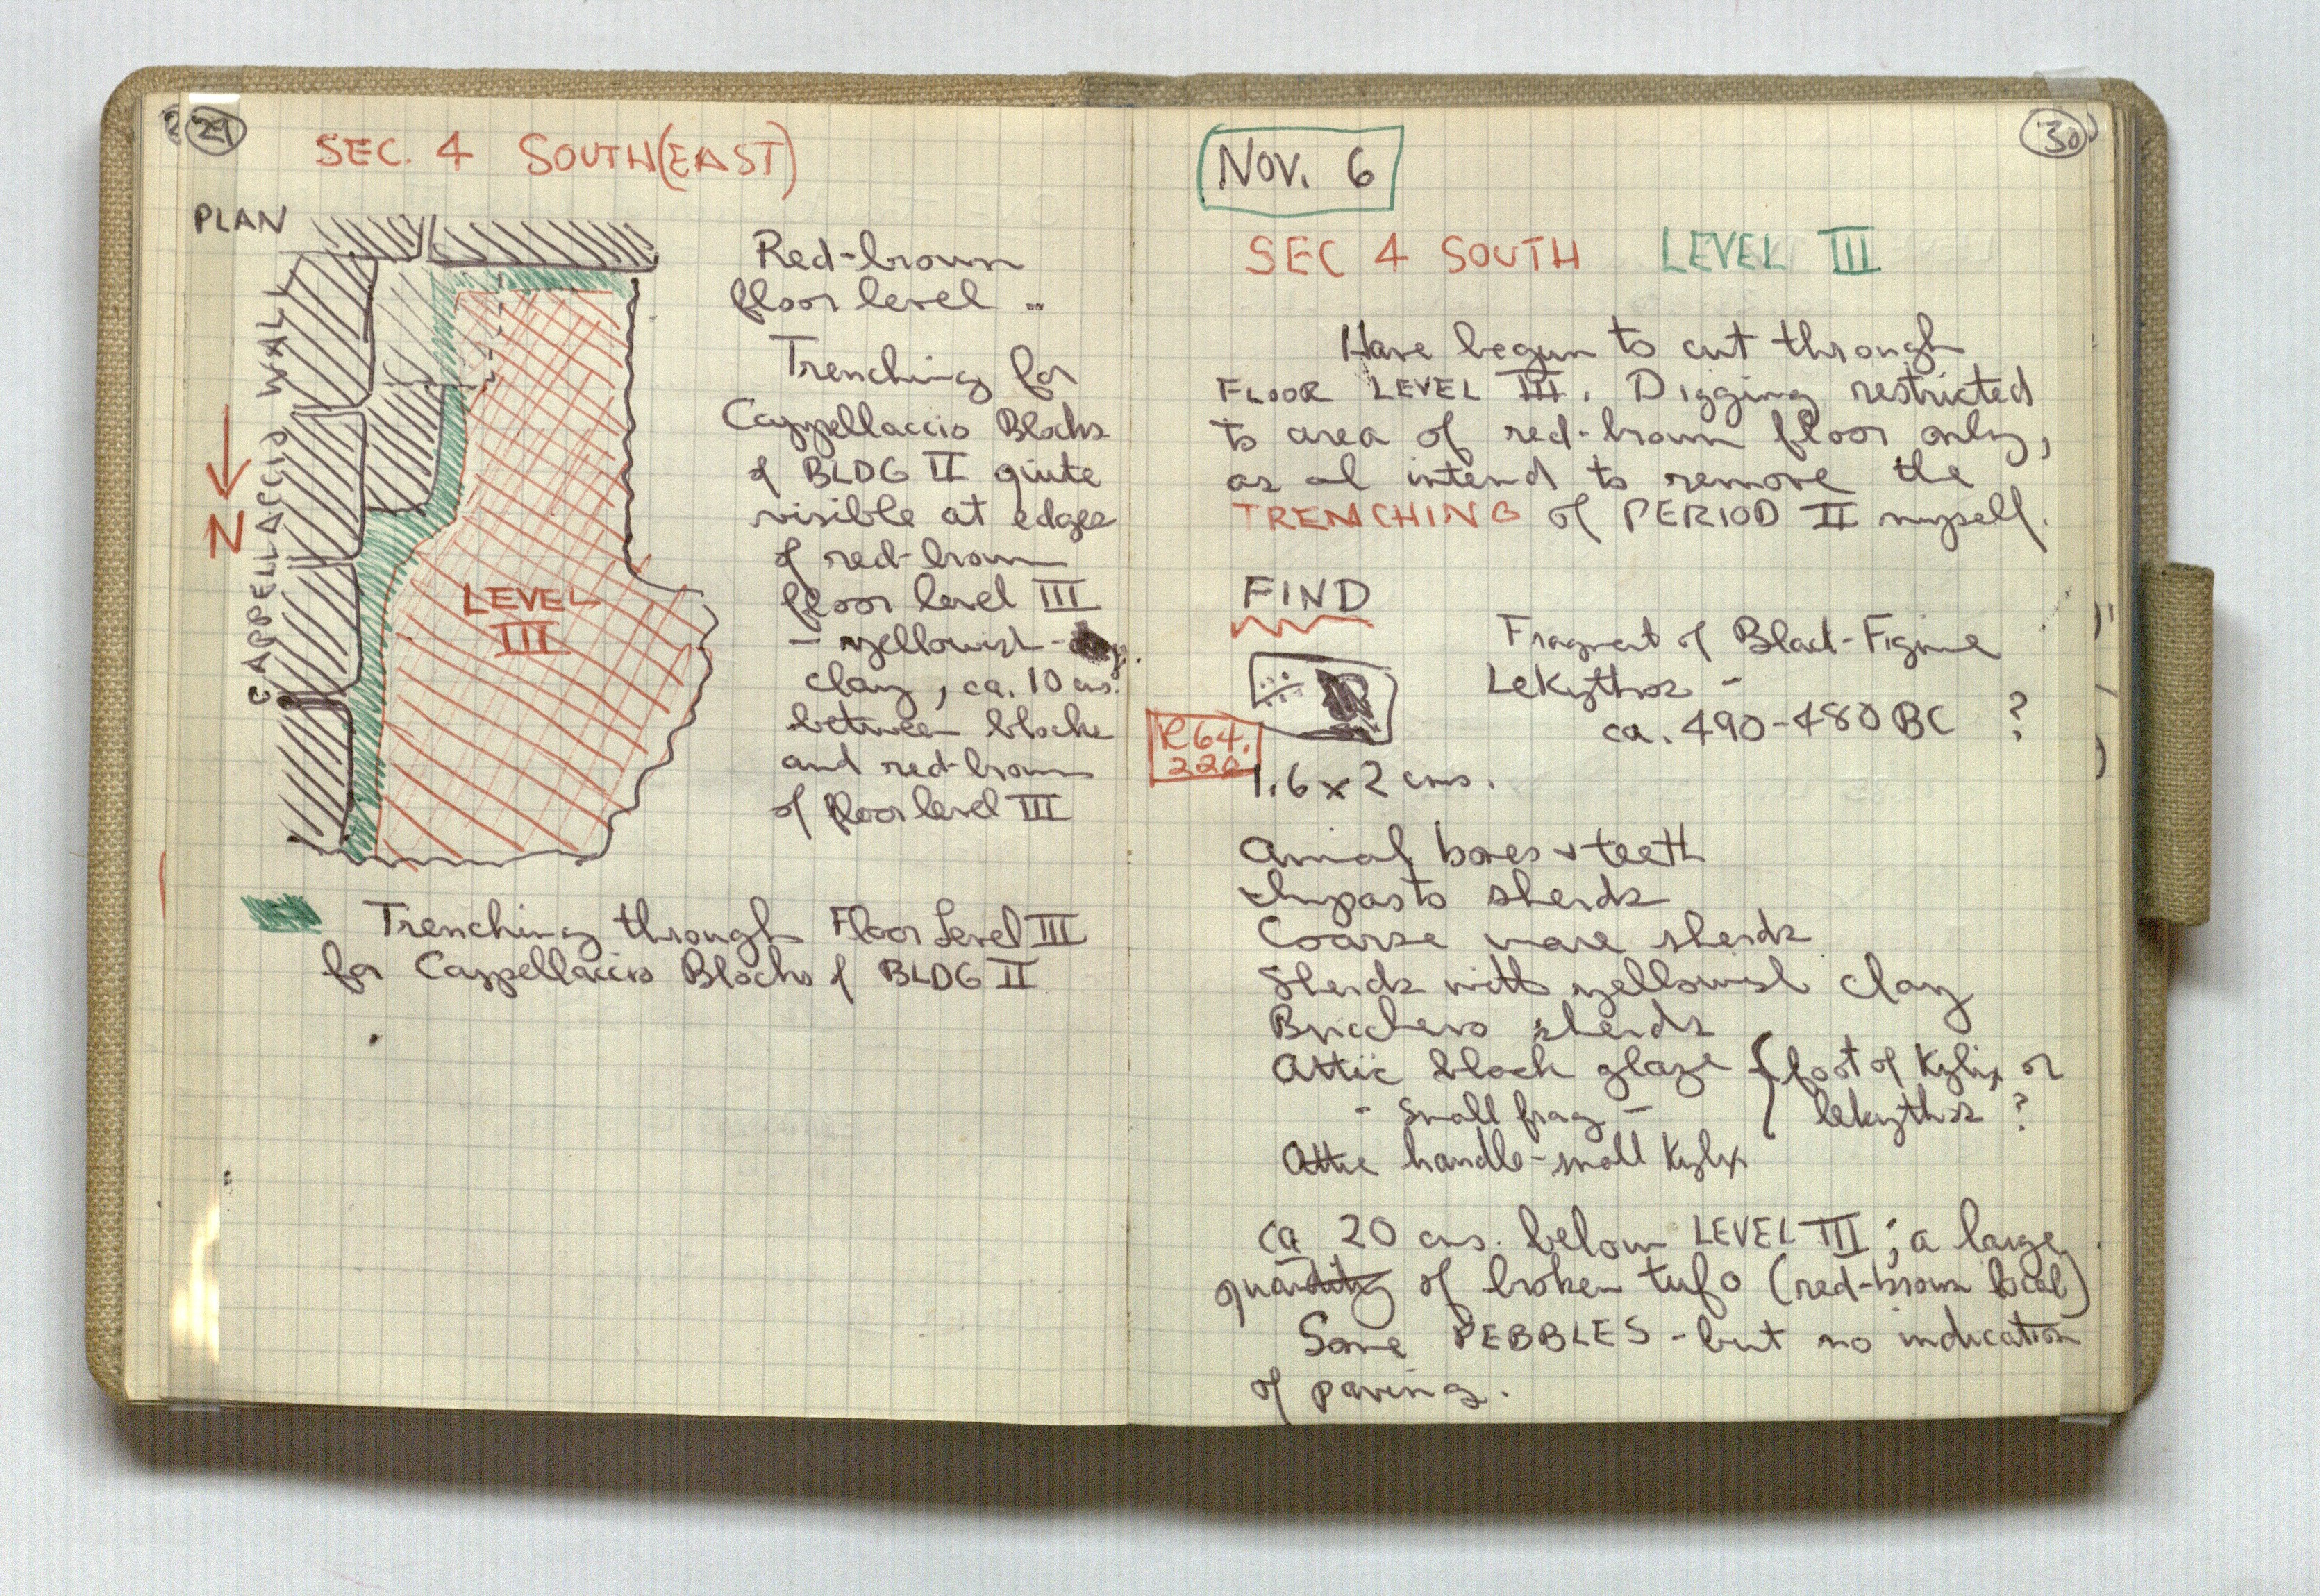 29
SEC. 4 SOUTH(EAST)
PLAN
CAPPELLACCIO WALL
N
LEVEL
III
Red-brown
floor level --
Trenching for
Cappellaccio Blocks
of BLDG II quite
visible at edges
of red-brown
floor level III
- yellowish -
clay, ca. 10 cms.
between blocks
and red-brown
of floor level III
Trenching through Floor Level III
for Cappellaccio Blocks of BLDG II
30
NOV. 6
SEC 4 SOUTH LEVEL III
Have begun to cut through
FLOOR LEVEL III. Digging restricted
to area of red-brown floor only,
as I intend to remove the
TRENCHING of PERIOD II myself.
FIND
Fragment of Black-Figure
Lekythos -
ca. 490-480 BC ?
R64.
220
1.6 x 2 cms.
Animal bones & teeth
Impasto sherds
Coarse ware sherds
Sherds with yellowish clay
Bucchero sherds
Attic black glaze { foot of Kylix or
- small frag - lekythos ?
Attic handle - small Kylix
ca 20 cms. below LEVEL III; a large
quantity of broken tufo (red-brown local)
Some PEBBLES - but no indication
of paving.